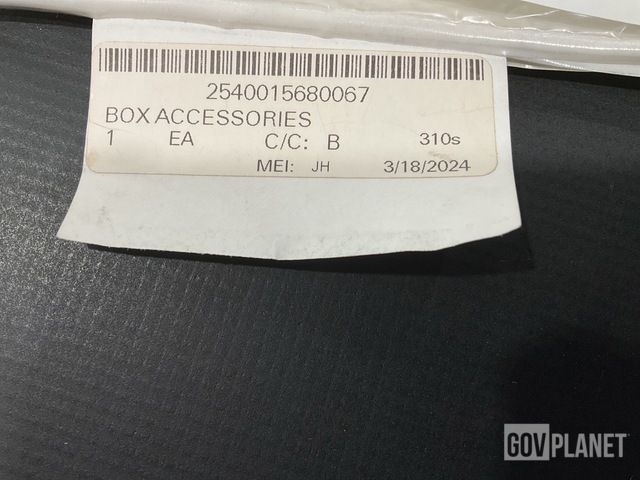 2540015680067
BOX ACCESSORIES
1 EA C/C: B 310s
MEI: JH 3/18/2024
GOVPLANET